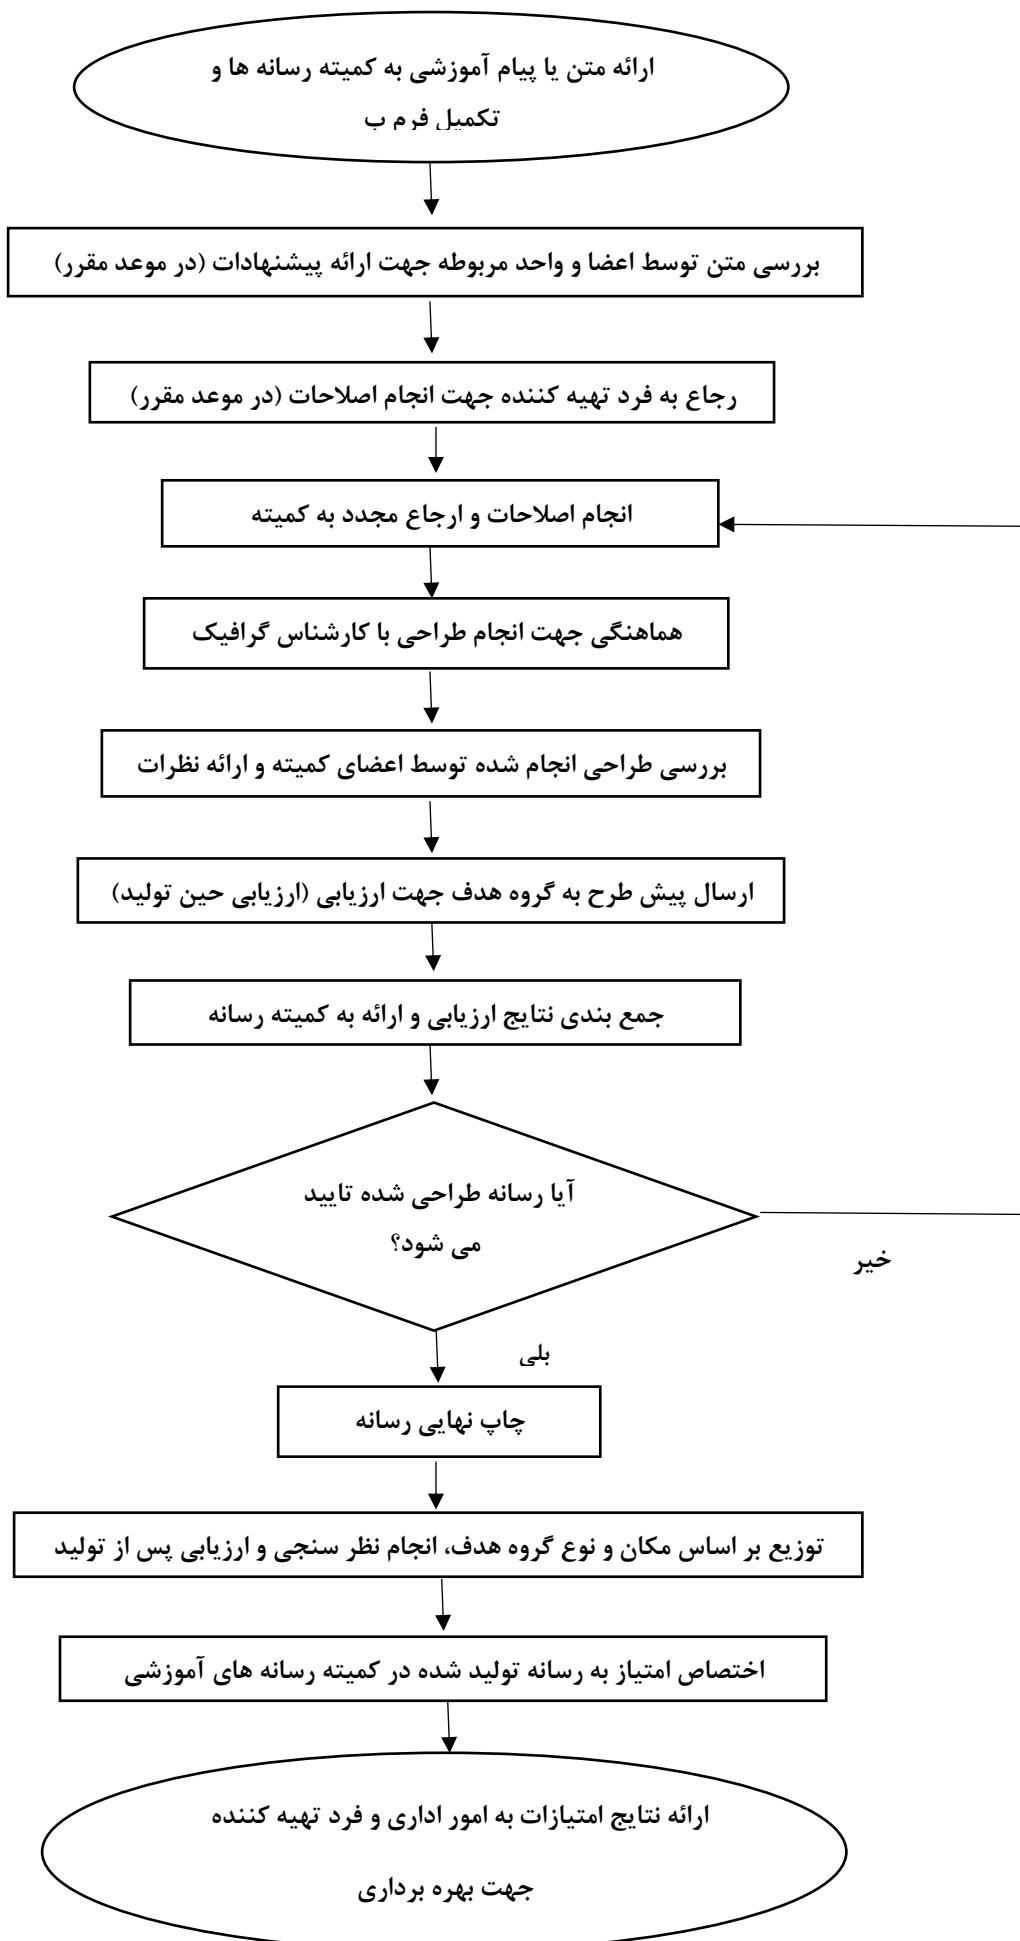 ارائه متن یا پیام آموزشی به کمیته رسانه ها و
تکمیل فرم ب
بررسی متن توسط اعضا و واحد مربوطه جهت ارائه پیشنهادات (در موعد مقرر)
رجاع به فرد تهیه کننده جهت انجام اصلاحات (در موعد مقرر)
انجام اصلاحات و ارجاع مجدد به کمیته
هماهنگی جهت انجام طراحی با کارشناس گرافیک
بررسی طراحی انجام شده توسط اعضای کمیته و ارائه نظرات
ارسال پیش طرح به گروه هدف جهت ارزیابی (ارزیابی حین تولید)
جمع بندی نتایج ارزیابی و ارائه به کمیته رسانه
آیا رسانه طراحی شده تایید
می شود؟
خیر
بلی
چاپ نهایی رسانه
توزیع بر اساس مکان و نوع گروه هدف، انجام نظر سنجی و ارزیابی پس از تولید
اختصاص امتیاز به رسانه تولید شده در کمیته رسانه های آموزشی
ارائه نتایج امتیازات به امور اداری و فرد تهیه کننده
جهت بهره برداری